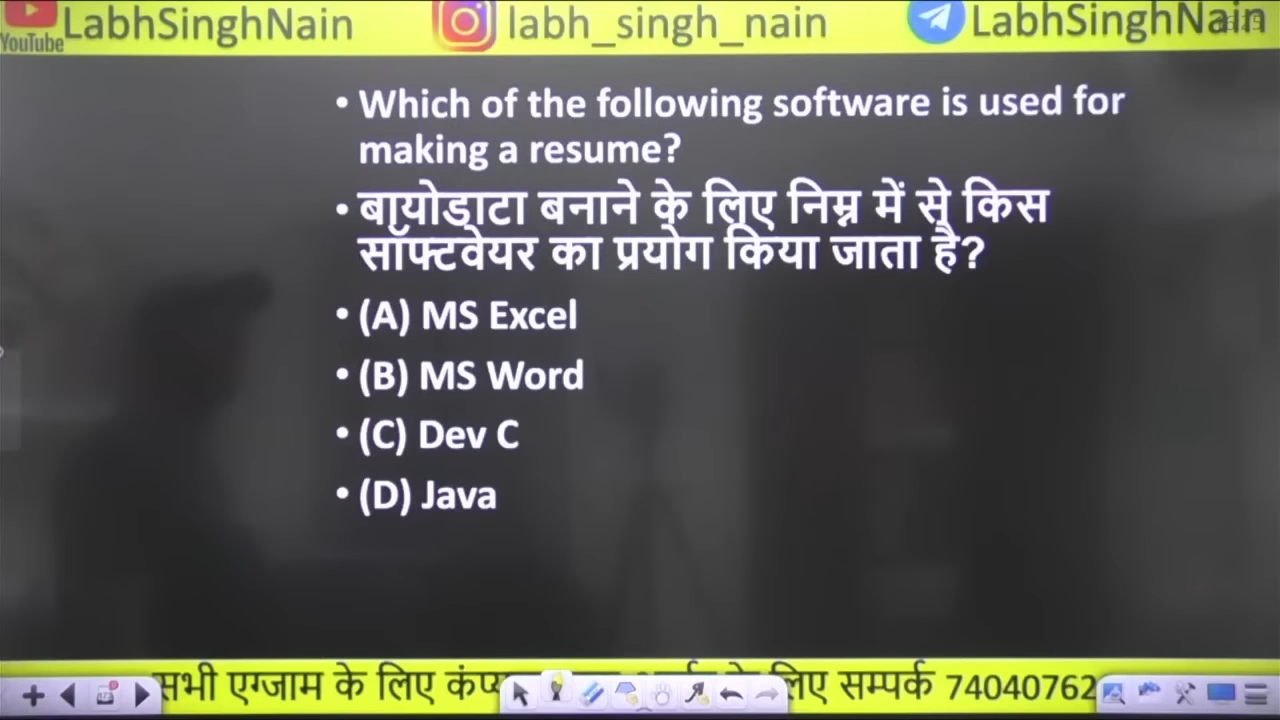 YouTube LabhSinghNain labh_singh_nain LabhSinghNain
• Which of the following software is used for
making a resume?
• बायोडाटा बनाने के लिए निम्न में से किस
सॉफ्टवेयर का प्रयोग किया जाता है?
• (A) MS Excel
• (B) MS Word
• (C) Dev C
• (D) Java
सभी एग्जाम के लिए लिए सम्पर्क 74040762